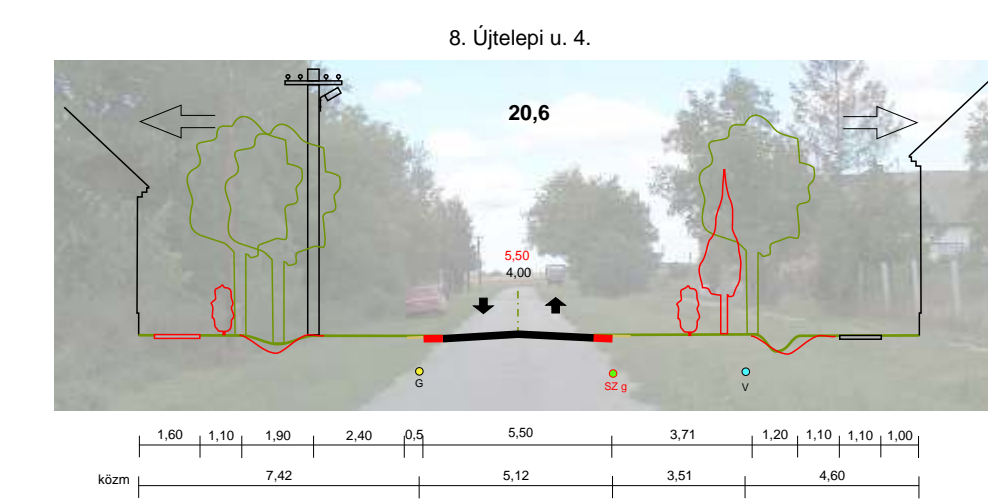 8. Újtelepi u. 4.
20,6
5,50
4,00
G
SZ g
V
1,60 1,10 1,90 2,40 0,5 5,50 3,71 1,20 1,10 1,10 1,00
közm 7,42 5,12 3,51 4,60